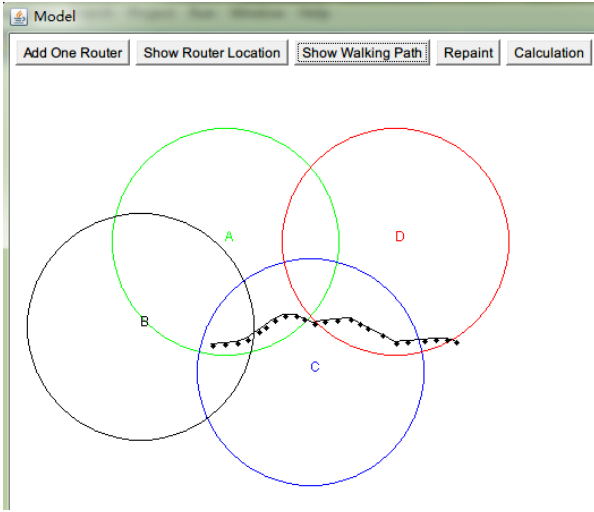 Model
Add One Router Show Router Location Show Walking Path Repaint Calculation
A D
B
C